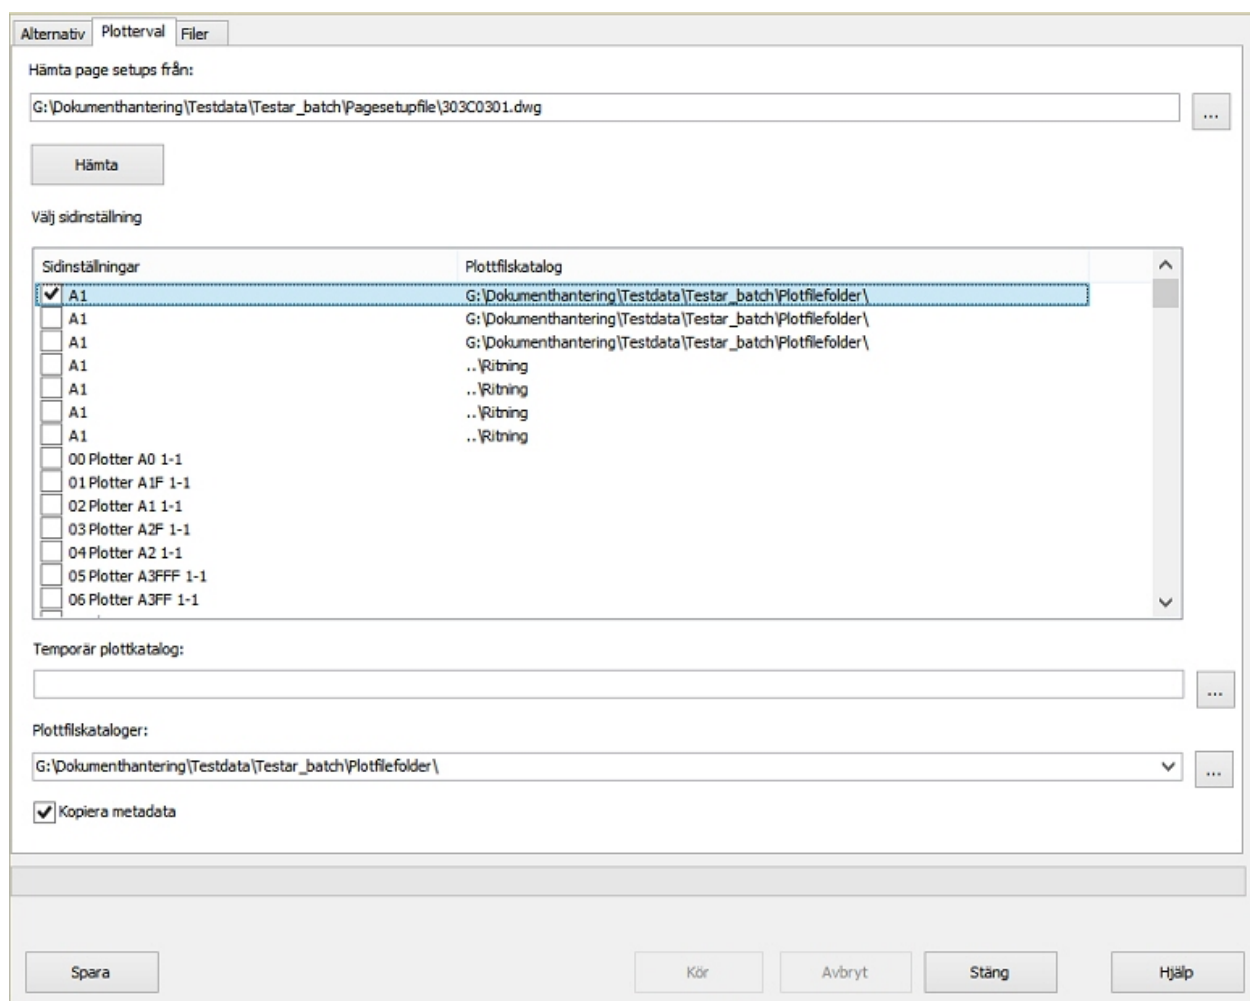 Alternativ Plotterval Filer
Hämta page setups från:
G:\Dokumenthantering\Testdata\Testar_batch\Pagesetupfile\303C0301.dwg ...
Hämta
Välj sidinställning
Sidinställningar Plottfilskatalog
A1 G:\Dokumenthantering\Testdata\Testar_batch\Plotfilefolder\
A1 G:\Dokumenthantering\Testdata\Testar_batch\Plotfilefolder\
A1 G:\Dokumenthantering\Testdata\Testar_batch\Plotfilefolder\
A1 ..\Ritning
A1 ..\Ritning
A1 ..\Ritning
A1 ..\Ritning
00 Plotter A0 1-1
01 Plotter A1F 1-1
02 Plotter A1 1-1
03 Plotter A2F 1-1
04 Plotter A2 1-1
05 Plotter A3FFF 1-1
06 Plotter A3FF 1-1
Temporär plottkatalog:
...
Plottfilskataloger:
G:\Dokumenthantering\Testdata\Testar_batch\Plotfilefolder\ ...
Kopiera metadata
Spara Kör Avbryt Stäng Hjälp